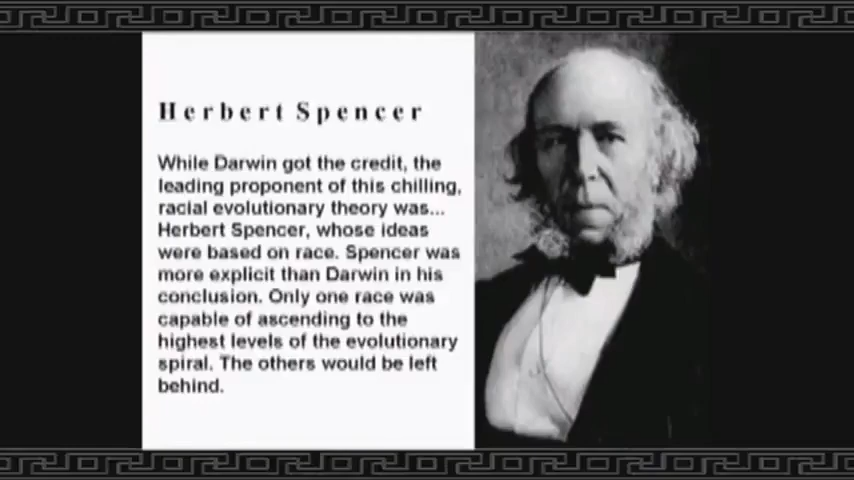 Herbert Spencer
While Darwin got the credit, the
leading proponent of this chilling,
racial evolutionary theory was...
Herbert Spencer, whose ideas
were based on race. Spencer was
more explicit than Darwin in his
conclusion. Only one race was
capable of ascending to the
highest levels of the evolutionary
spiral. The others would be left
behind.